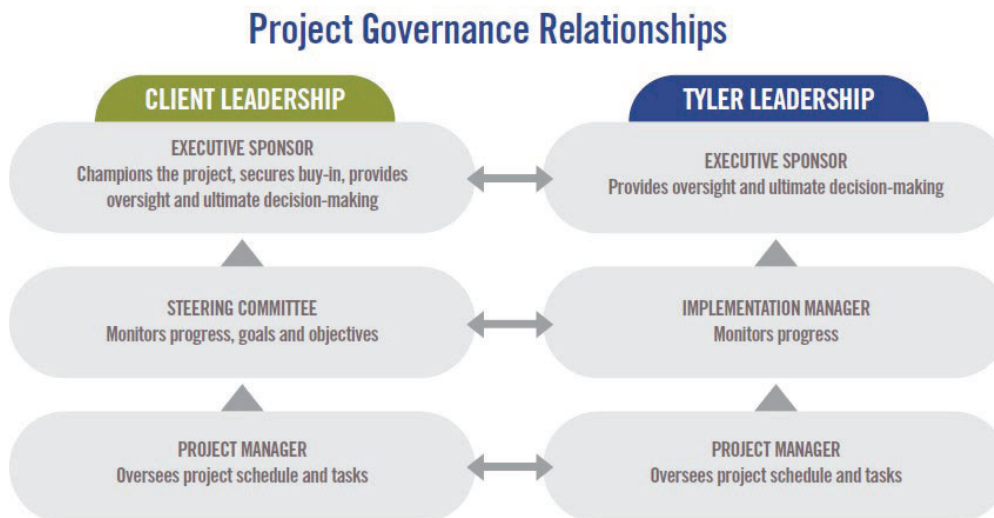 Project Governance Relationships
CLIENT LEADERSHIP
EXECUTIVE SPONSOR
Champions the project, secures buy-in, provides
oversight and ultimate decision-making
STEERING COMMITTEE
Monitors progress, goals and objectives
PROJECT MANAGER
Oversees project schedule and tasks
TYLER LEADERSHIP
EXECUTIVE SPONSOR
Provides oversight and ultimate decision-making
IMPLEMENTATION MANAGER
Monitors progress
PROJECT MANAGER
Oversees project schedule and tasks